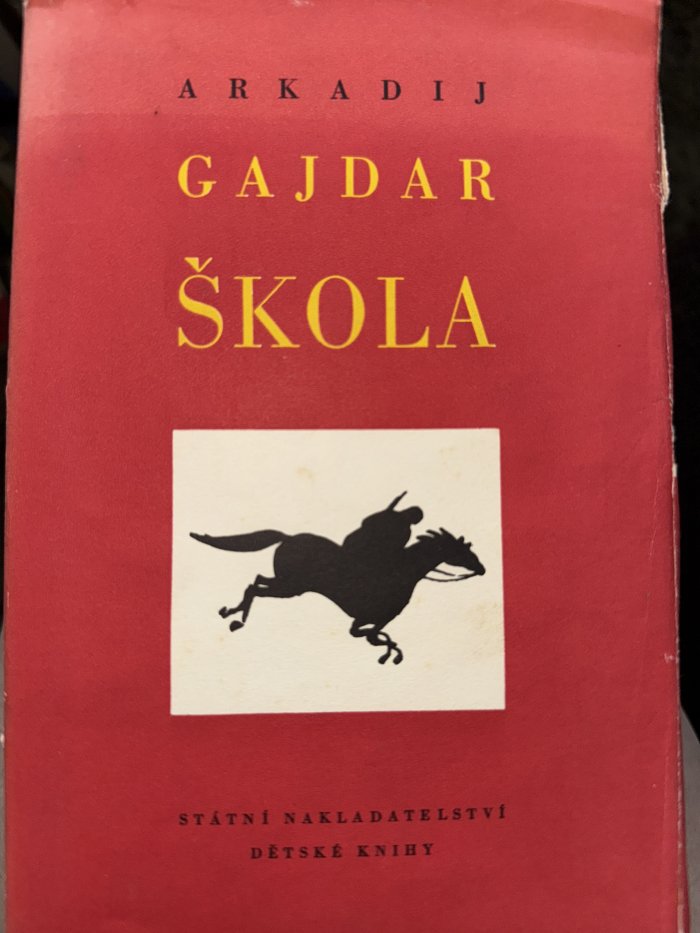 ARKADIJ
GAJDAR
ŠKOLA
STÁTNÍ NAKLADATELSTVÍ
DĚTSKÉ KNIHY